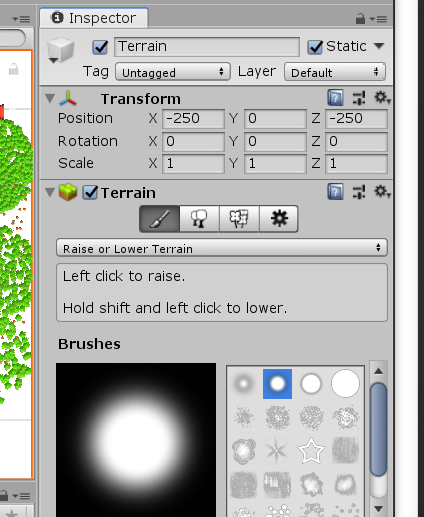 Inspector
Terrain
Static
Tag Untagged Layer Default
Transform
Position X -250 Y 0 Z -250
Rotation X 0 Y 0 Z 0
Scale X 1 Y 1 Z 1
Terrain
Raise or Lower Terrain
Left click to raise.
Hold shift and left click to lower.
Brushes